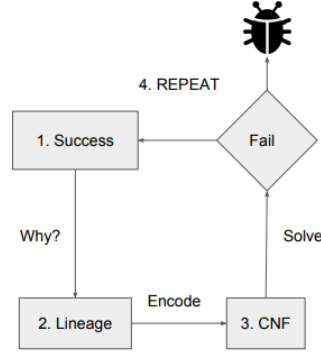 4. REPEAT
1. Success
Fail
Why?
Solve
Encode
2. Lineage
3. CNF